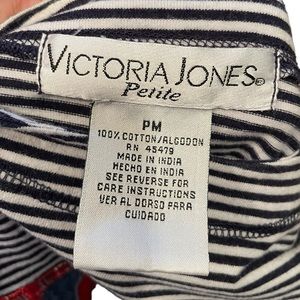 VICTORIA JONES®
Petite
PM
100% COTTON/ALGODON
RN 45479
MADE IN INDIA
HECHO EN INDIA
SEE REVERSE FOR
CARE INSTRUCTIONS
VER AL DORSO PARA
CUIDADO